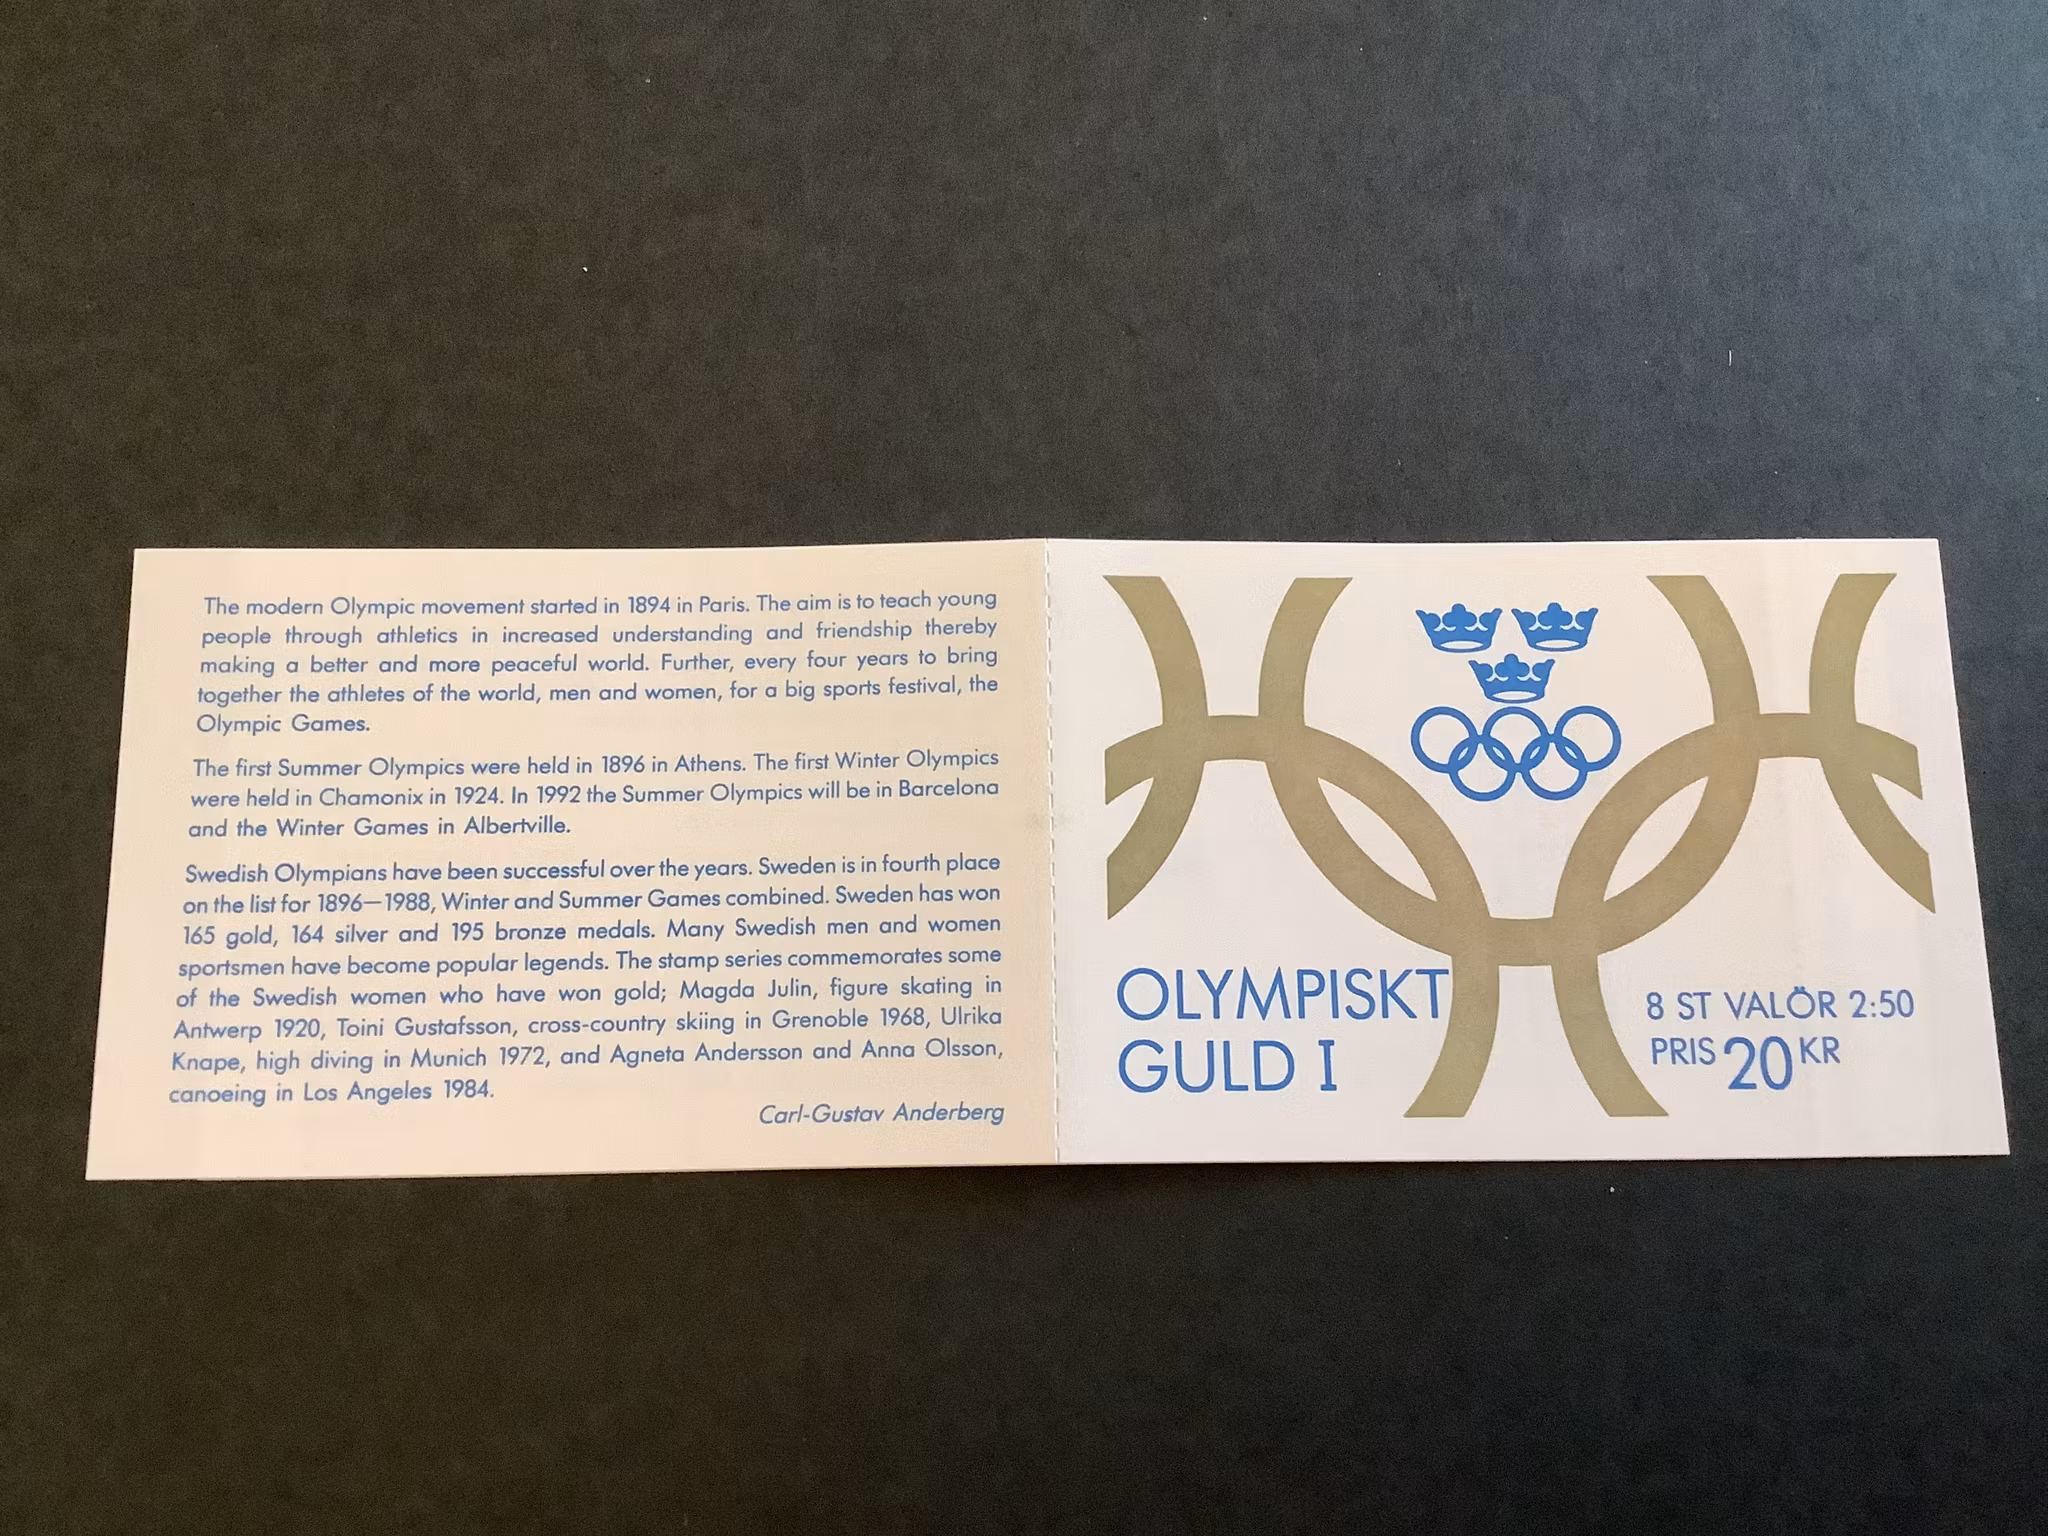 The modern Olympic movement started in 1894 in Paris. The aim is to teach young
people through athletics in increased understanding and friendship thereby
making a better and more peaceful world. Further, every four years to bring
together the athletes of the world, men and women, for a big sports festival, the
Olympic Games.
The first Summer Olympics were held in 1896 in Athens. The first Winter Olympics
were held in Chamonix in 1924. In 1992 the Summer Olympics will be in Barcelona
and the Winter Games in Albertville.
Swedish Olympians have been successful over the years. Sweden is in fourth place
on the list for 1896—1988, Winter and Summer Games combined. Sweden has won
165 gold, 164 silver and 195 bronze medals. Many Swedish men and women
sportsmen have become popular legends. The stamp series commemorates some
of the Swedish women who have won gold; Magda Julin, figure skating in
Antwerp 1920, Toini Gustafsson, cross-country skiing in Grenoble 1968, Ulrika
Knape, high diving in Munich 1972, and Agneta Andersson and Anna Olsson,
canoeing in Los Angeles 1984.
Carl-Gustav Anderberg
OLYMPISKT
GULD I
8 ST VALÖR 2:50
PRIS 20 KR